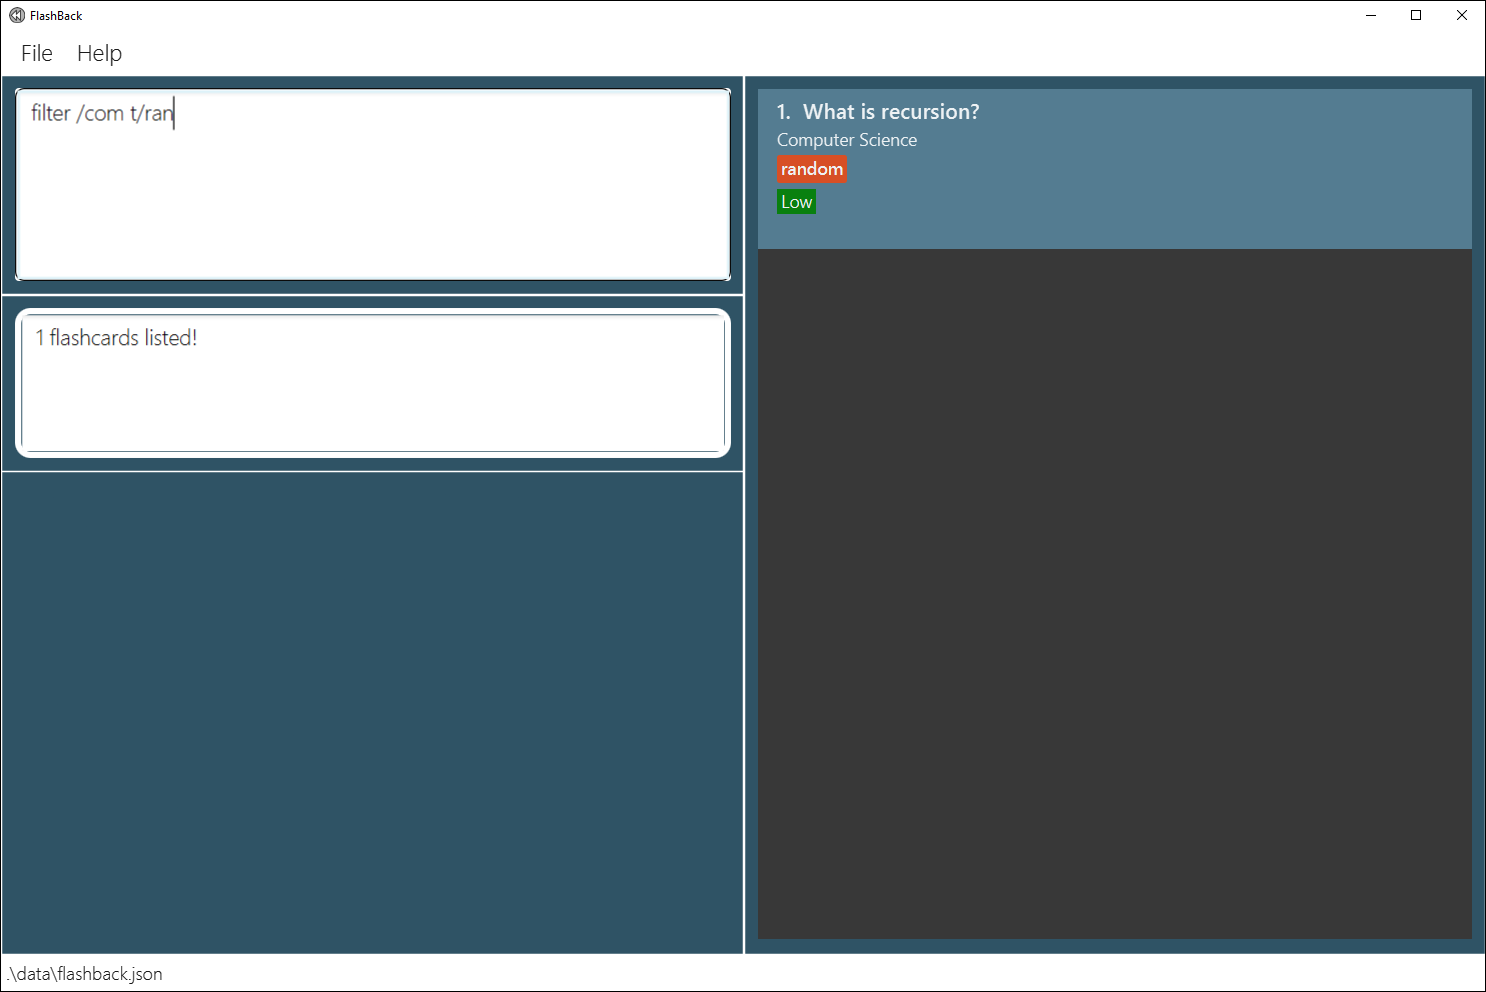 FlashBack
File Help
filter /com t/ran
1 flashcards listed!
1. What is recursion?
Computer Science
random
Low
.\data\flashback.json